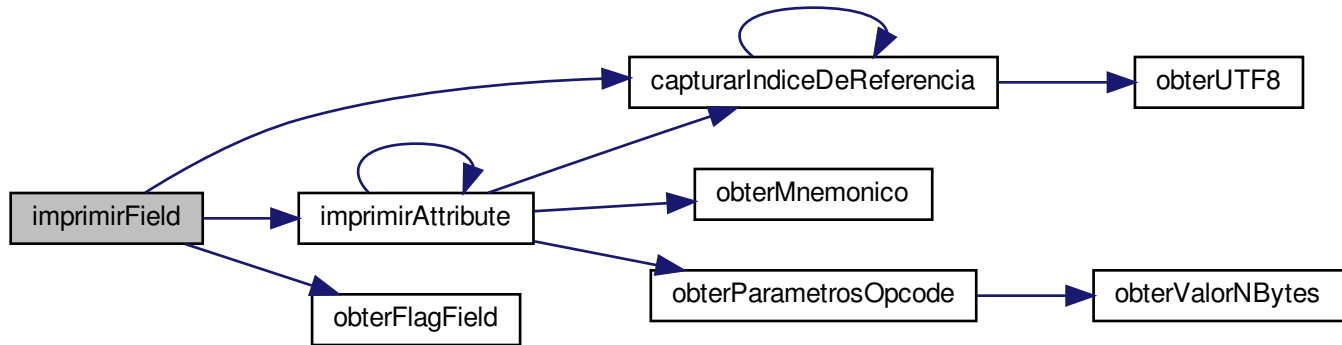 capturarIndiceDeReferencia
obterUTF8
imprimirField
imprimirAttribute
obterMnemonico
obterFlagField
obterParametrosOpcode
obterValorNBytes